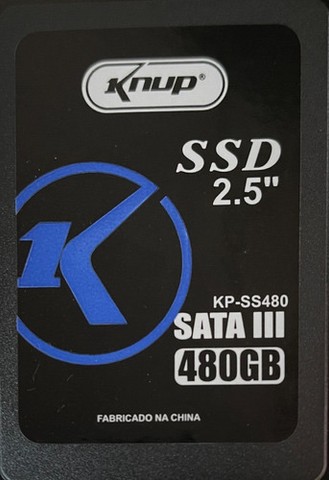 Knup®
SSD
2.5"
K
KP-SS480
SATA III
480GB
FABRICADO NA CHINA